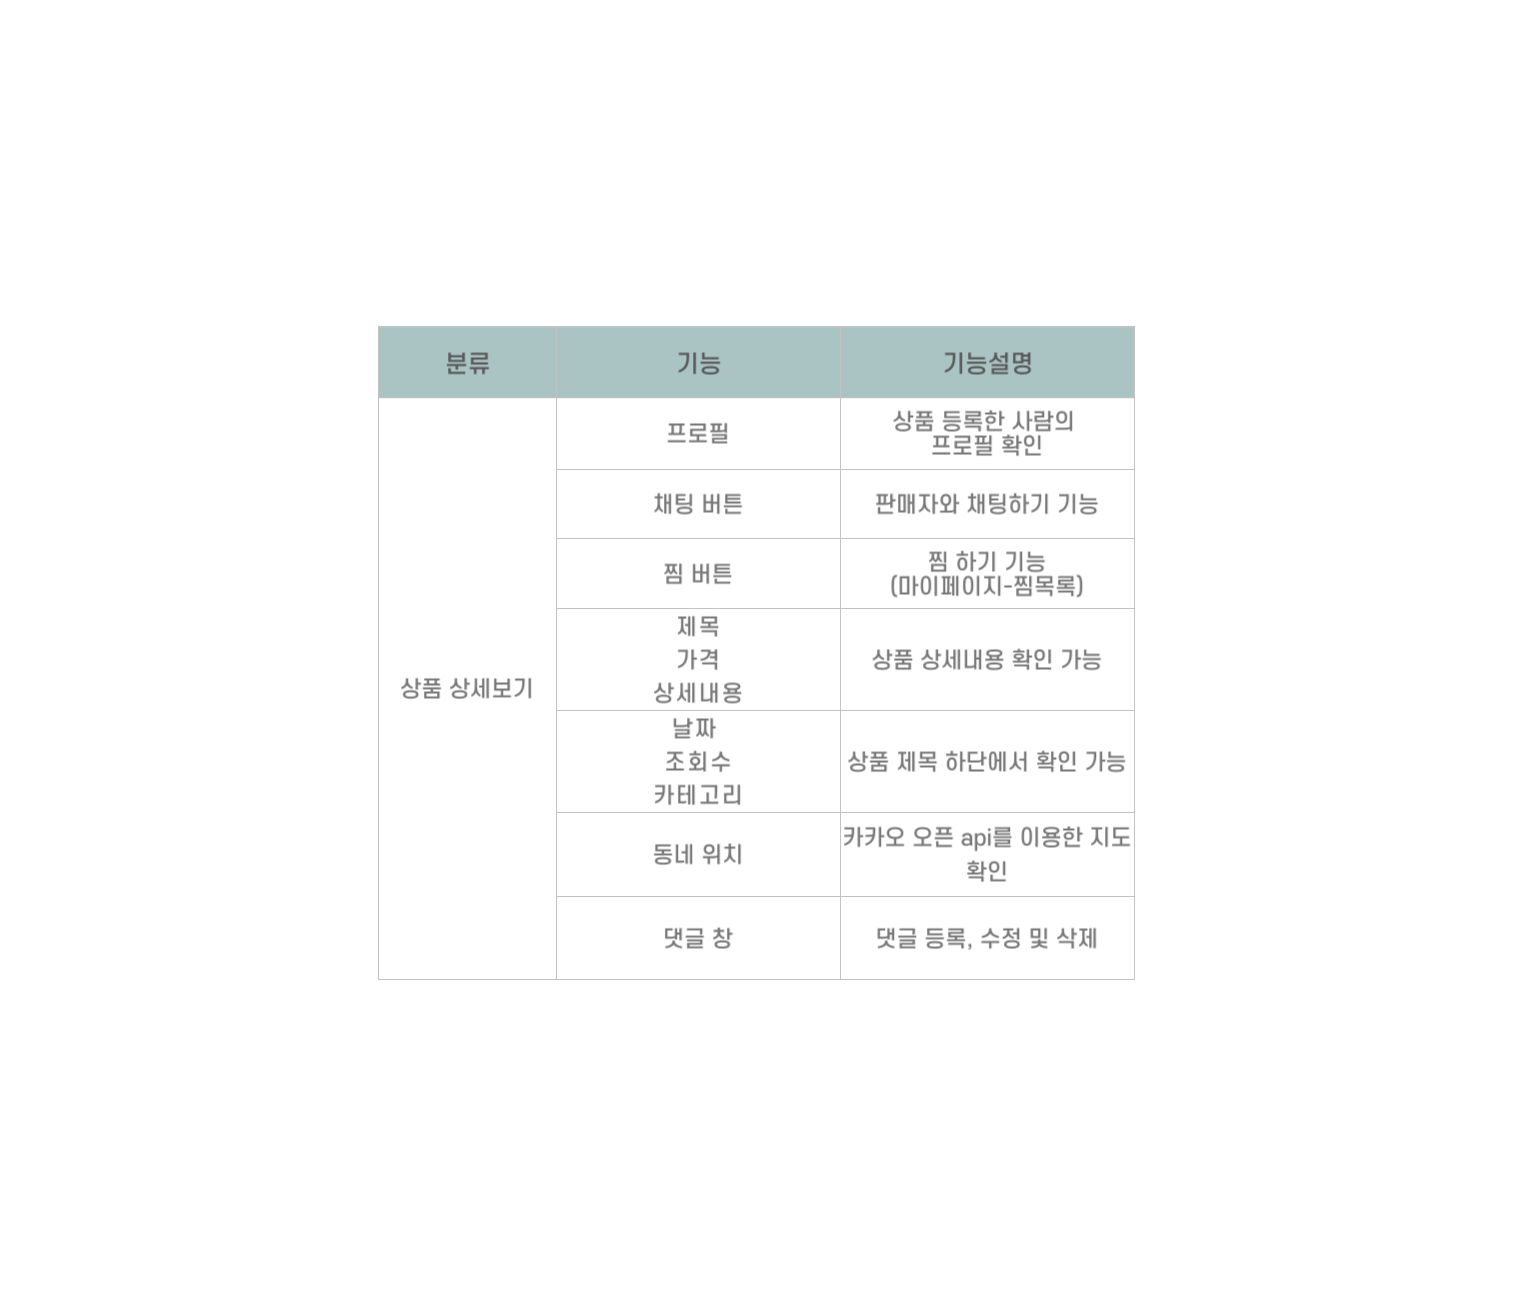 분류
기능
기능설명
상품 상세보기
프로필
상품 등록한 사람의
프로필 확인
채팅 버튼
판매자와 채팅하기 기능
찜 버튼
찜 하기 기능
(마이페이지-찜목록)
제목
가격
상세내용
상품 상세내용 확인 가능
날짜
조회수
카테고리
상품 제목 하단에서 확인 가능
동네 위치
카카오 오픈 api를 이용한 지도
확인
댓글 창
댓글 등록, 수정 및 삭제